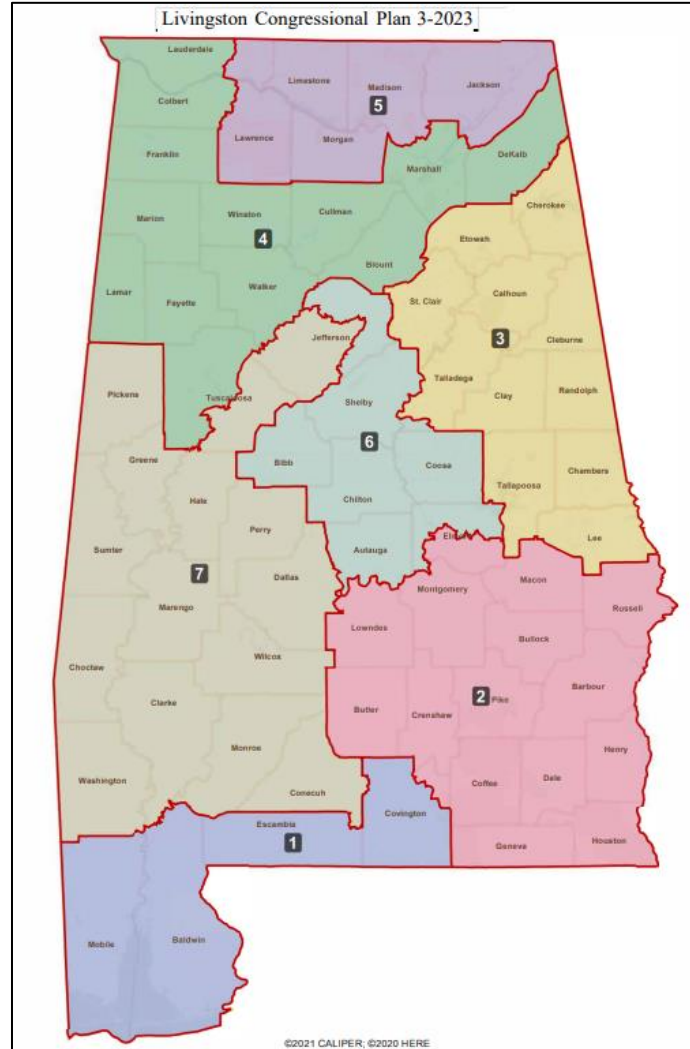 Livingston Congressional Plan 3-2023
Lauderdale
Limestone
Madison
Jackson
Colbert
5
Lawrence
Morgan
Franklin
Marshall
DeKalb
Cherokee
Marion
Winston
Cullman
4
Etowah
Blount
Lamar
Fayette
Walker
St. Clair
Calhoun
3
Cleburne
Jefferson
Pickens
Tuscaloosa
Talladega
Clay
Randolph
Shelby
Greene
6
Bibb
Coosa
Chambers
Tallapoosa
Hale
Chilton
Perry
Lee
Autauga
Sumter
7
Dallas
Macon
Montgomery
Russell
Marengo
Lowndes
Bullock
Wilcox
Choctaw
Barbour
2
Pike
Clarke
Butler
Crenshaw
Monroe
Henry
Washington
Coffee
Dale
Conecuh
Escambia
Covington
1
Geneva
Houston
Mobile
Baldwin
©2021 CALIPER; ©2020 HERE